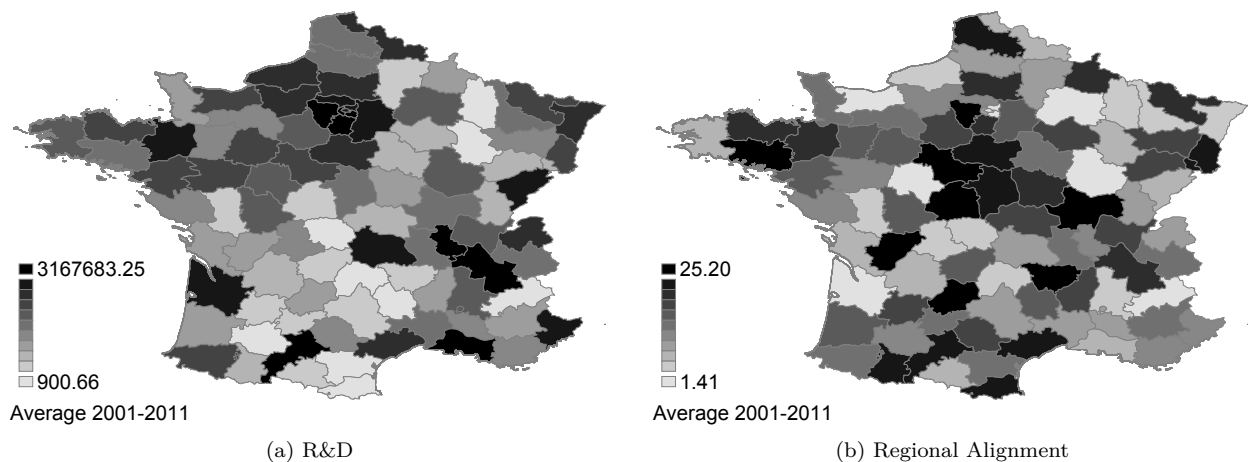 3167683.25
900.66
Average 2001-2011
(a) R&D
25.20
1.41
Average 2001-2011
(b) Regional Alignment